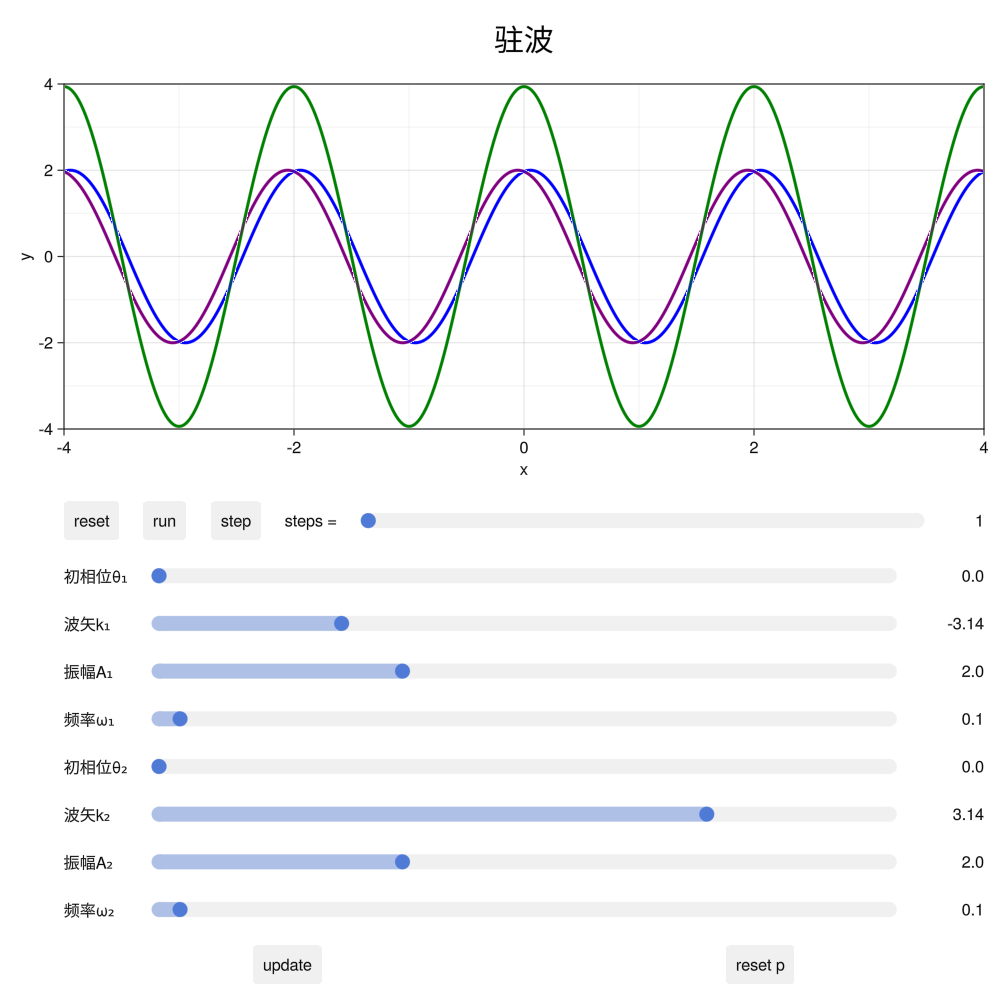 驻波
4
2
y
0
-2
-4
-4 -2 0 2 4
x
reset run step steps = 1
初相位θ₁ 0.0
波矢k₁ -3.14
振幅A₁ 2.0
频率ω₁ 0.1
初相位θ₂ 0.0
波矢k₂ 3.14
振幅A₂ 2.0
频率ω₂ 0.1
update reset p